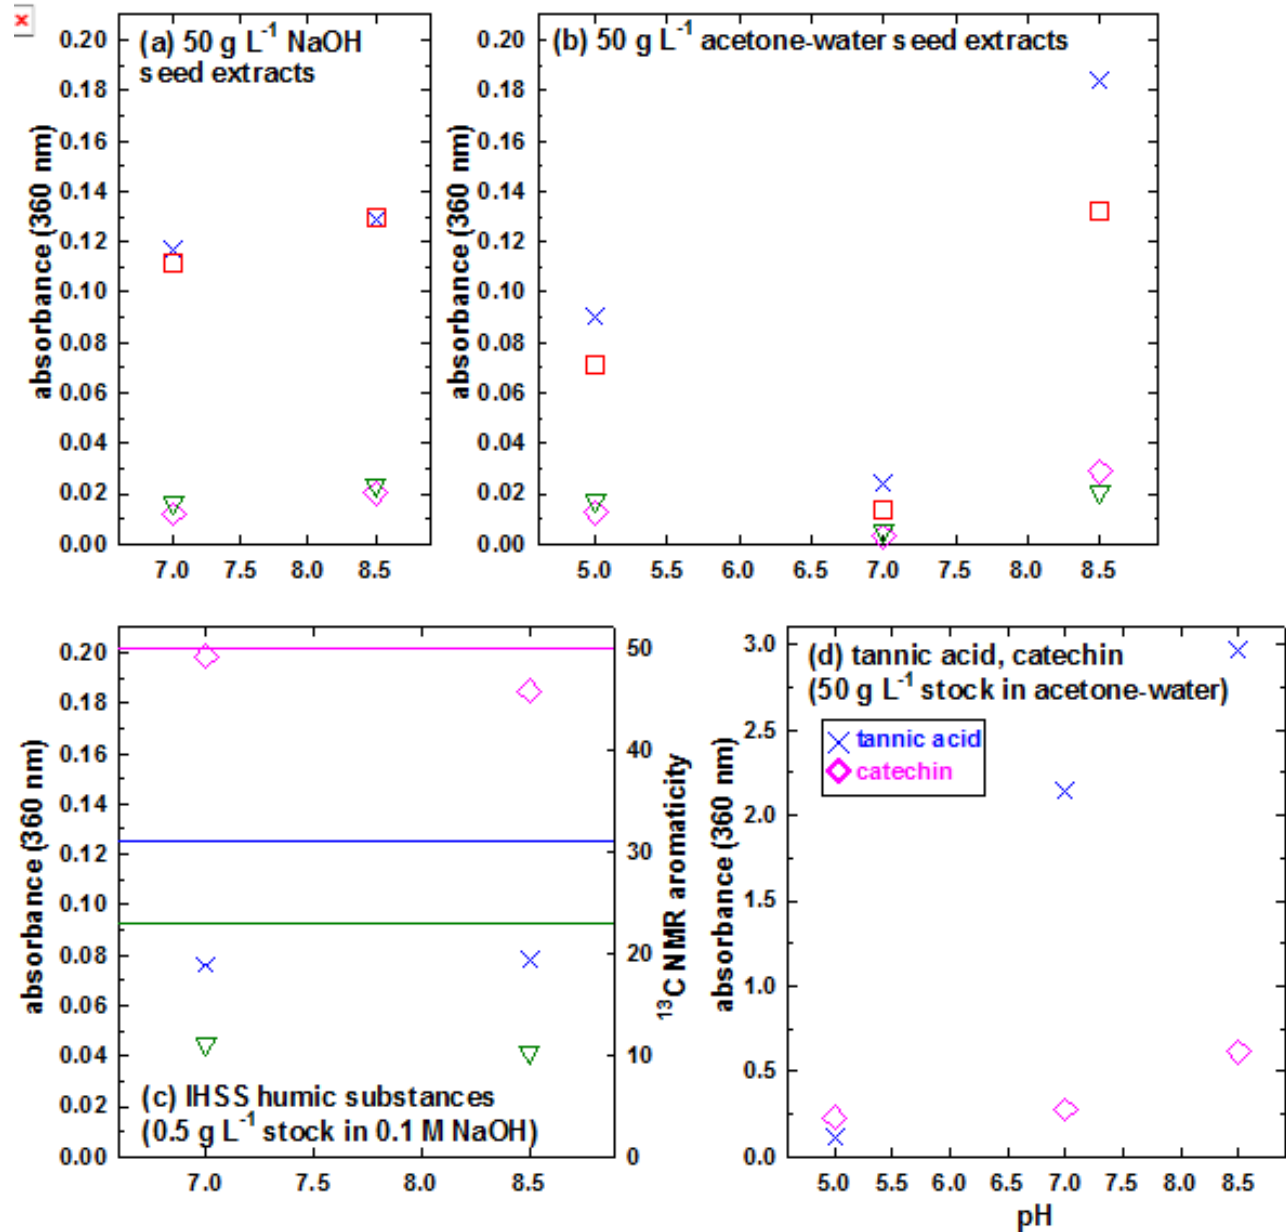 (a) 50 g L⁻¹ NaOH
seed extracts
absorbance (360 nm)
0.20
0.18
0.16
0.14
0.12
0.10
0.08
0.06
0.04
0.02
0.00
7.0 7.5 8.0 8.5
(b) 50 g L⁻¹ acetone-water seed extracts
absorbance (360 nm)
0.20
0.18
0.16
0.14
0.12
0.10
0.08
0.06
0.04
0.02
0.00
5.0 5.5 6.0 6.5 7.0 7.5 8.0 8.5
absorbance (360 nm)
0.20
0.18
0.16
0.14
0.12
0.10
0.08
0.06
0.04
0.02
0.00
(c) IHSS humic substances
(0.5 g L⁻¹ stock in 0.1 M NaOH)
7.0 7.5 8.0 8.5
50
40
30
20
10
0
¹³C NMR aromaticity
(d) tannic acid, catechin
(50 g L⁻¹ stock in acetone-water)
tannic acid
catechin
absorbance (360 nm)
3.0
2.5
2.0
1.5
1.0
0.5
0.0
5.0 5.5 6.0 6.5 7.0 7.5 8.0 8.5
pH